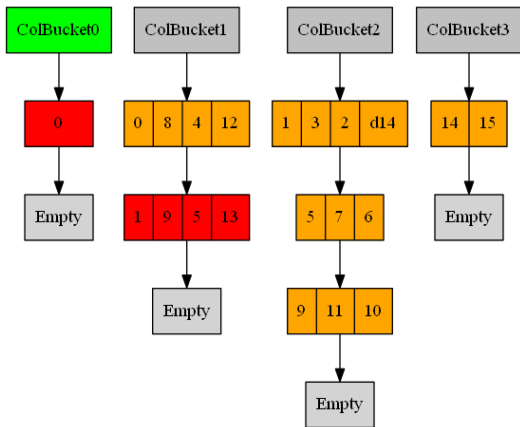 ColBucket0 ColBucket1 ColBucket2 ColBucket3
0 0 8 4 12 1 3 2 d14 14 15
Empty 1 9 5 13 5 7 6 Empty
Empty 9 11 10
Empty